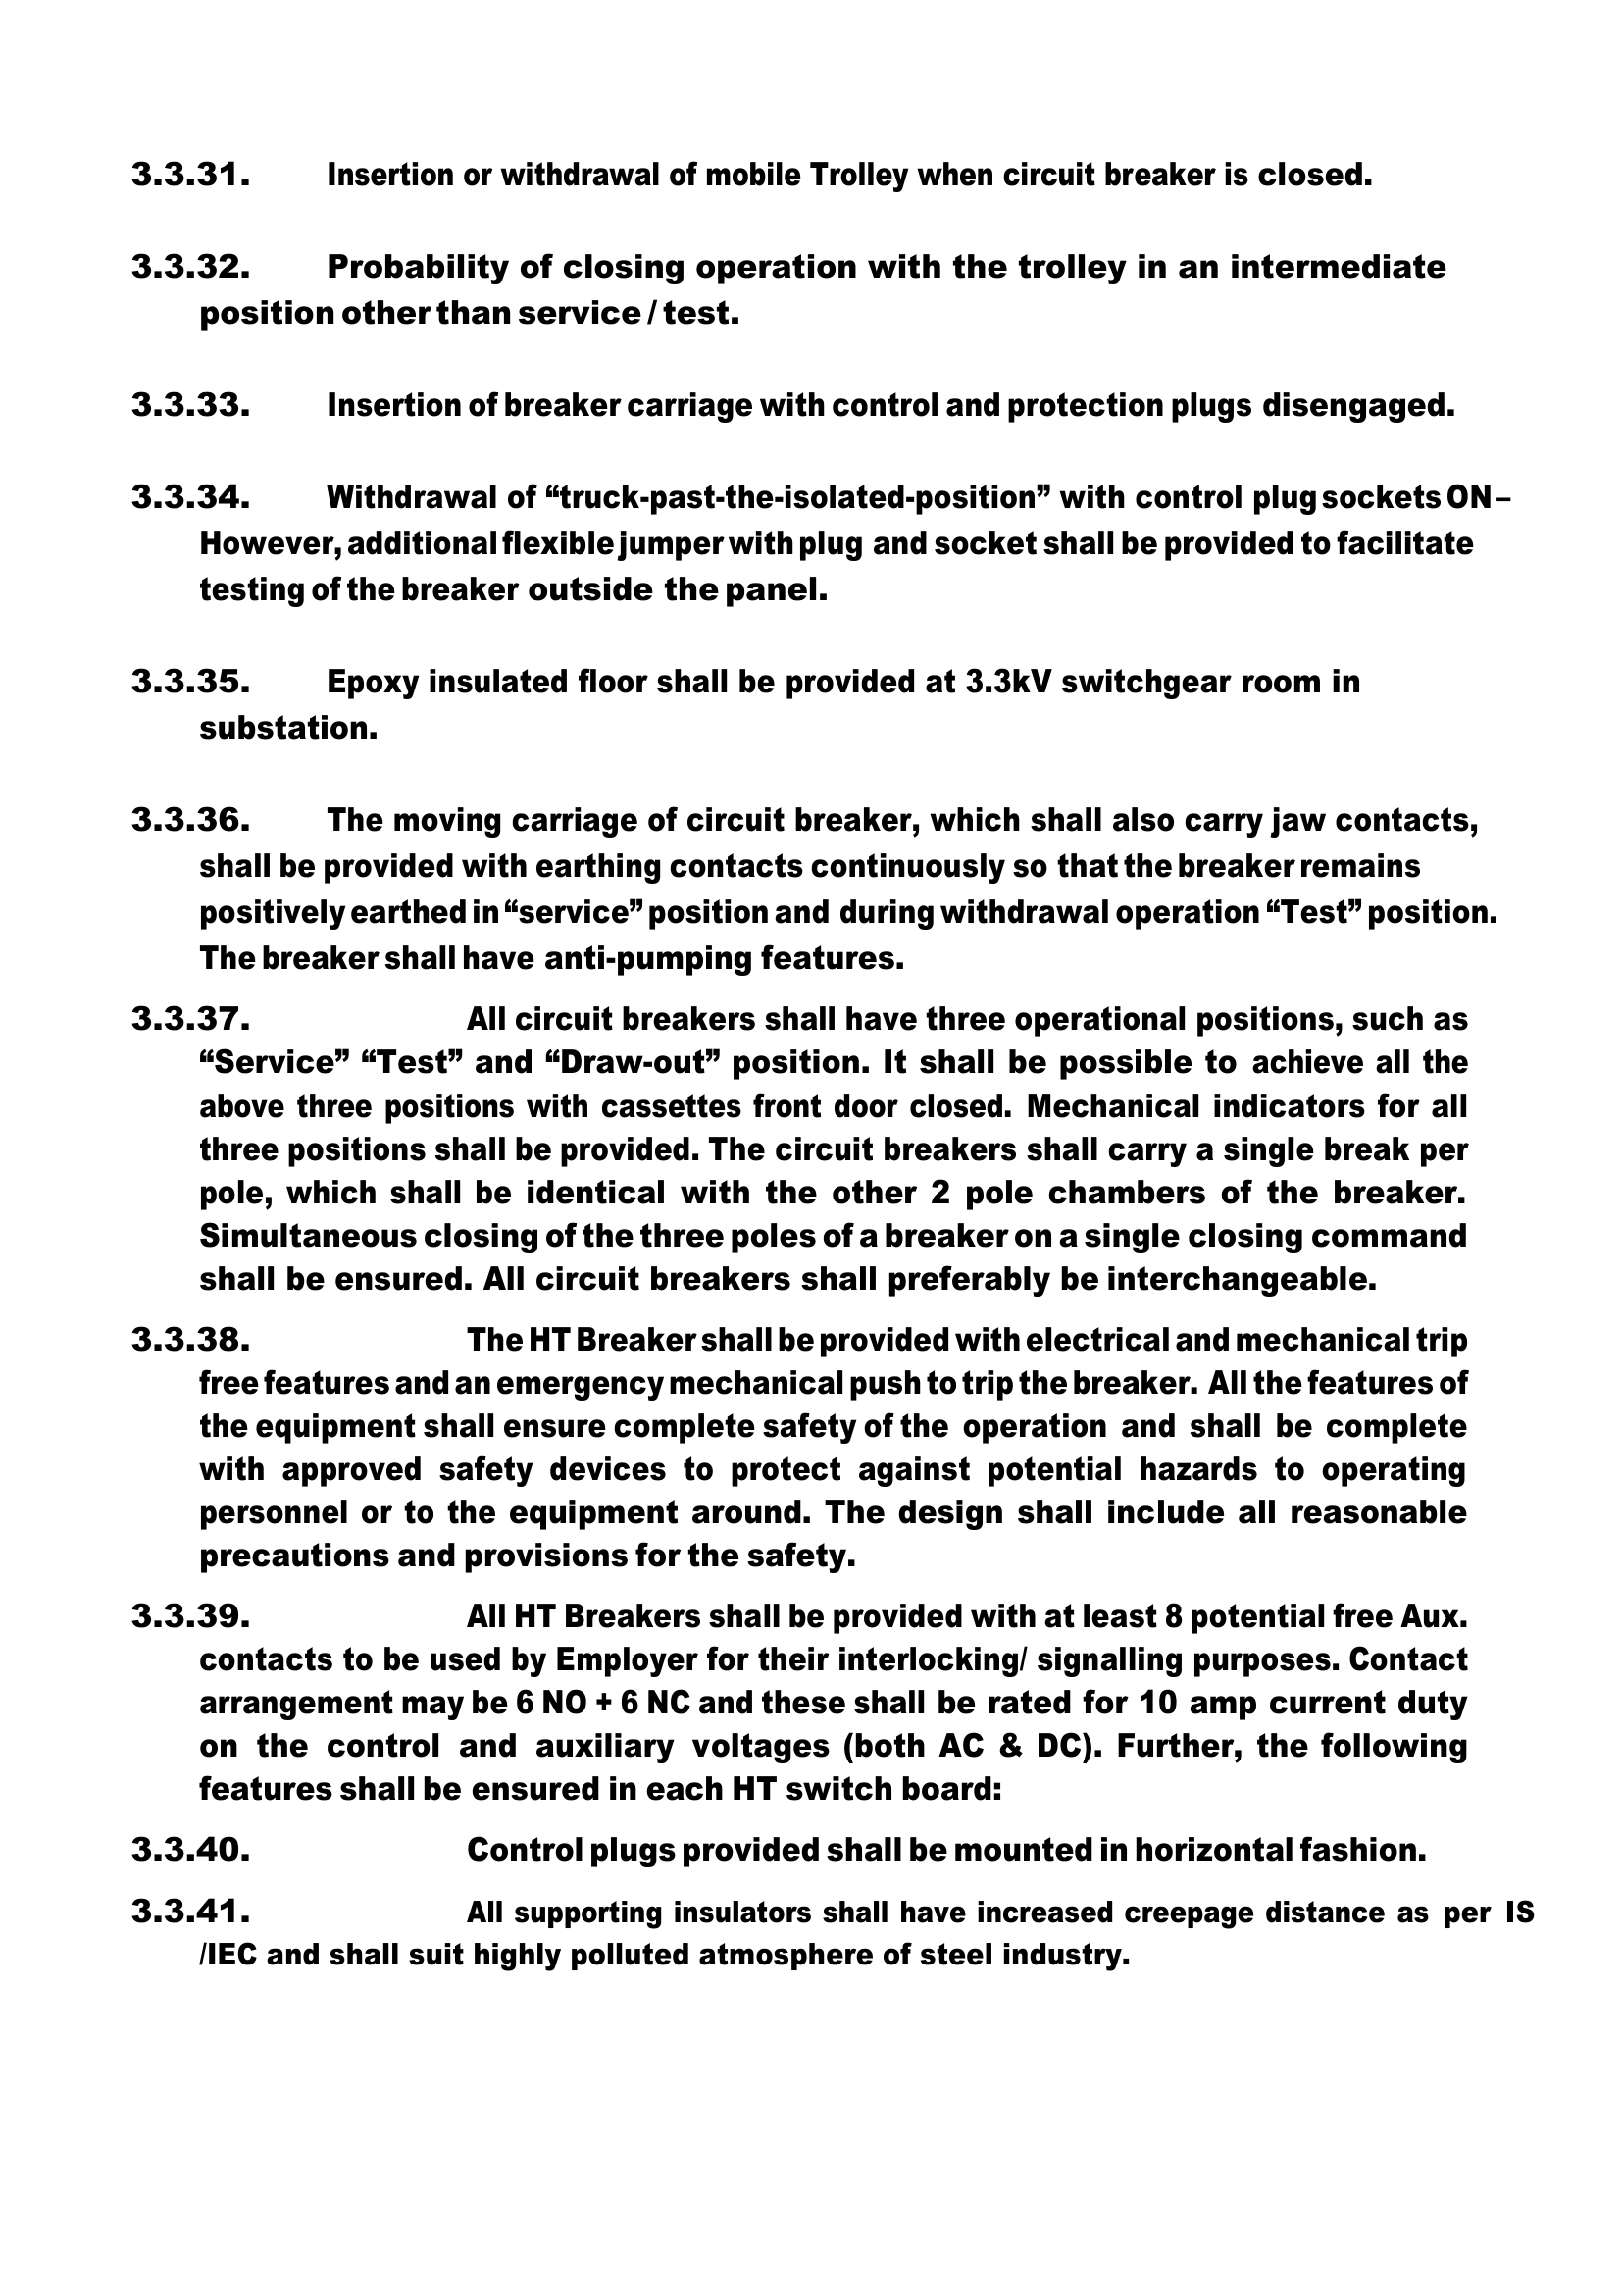 3.3.31. Insertion or withdrawal of mobile Trolley when circuit breaker is closed.
3.3.32. Probability of closing operation with the trolley in an intermediate
position other than service / test.
3.3.33. Insertion of breaker carriage with control and protection plugs disengaged.
3.3.34. Withdrawal of “truck-past-the-isolated-position” with control plug sockets ON –
However, additional flexible jumper with plug and socket shall be provided to facilitate
testing of the breaker outside the panel.
3.3.35. Epoxy insulated floor shall be provided at 3.3kV switchgear room in
substation.
3.3.36. The moving carriage of circuit breaker, which shall also carry jaw contacts,
shall be provided with earthing contacts continuously so that the breaker remains
positively earthed in “service” position and during withdrawal operation “Test” position.
The breaker shall have anti-pumping features.
3.3.37. All circuit breakers shall have three operational positions, such as
“Service” “Test” and “Draw-out” position. It shall be possible to achieve all the
above three positions with cassettes front door closed. Mechanical indicators for all
three positions shall be provided. The circuit breakers shall carry a single break per
pole, which shall be identical with the other 2 pole chambers of the breaker.
Simultaneous closing of the three poles of a breaker on a single closing command
shall be ensured. All circuit breakers shall preferably be interchangeable.
3.3.38. The HT Breaker shall be provided with electrical and mechanical trip
free features and an emergency mechanical push to trip the breaker. All the features of
the equipment shall ensure complete safety of the operation and shall be complete
with approved safety devices to protect against potential hazards to operating
personnel or to the equipment around. The design shall include all reasonable
precautions and provisions for the safety.
3.3.39. All HT Breakers shall be provided with at least 8 potential free Aux.
contacts to be used by Employer for their interlocking/ signalling purposes. Contact
arrangement may be 6 NO + 6 NC and these shall be rated for 10 amp current duty
on the control and auxiliary voltages (both AC & DC). Further, the following
features shall be ensured in each HT switch board:
3.3.40. Control plugs provided shall be mounted in horizontal fashion.
3.3.41. All supporting insulators shall have increased creepage distance as per IS
/IEC and shall suit highly polluted atmosphere of steel industry.